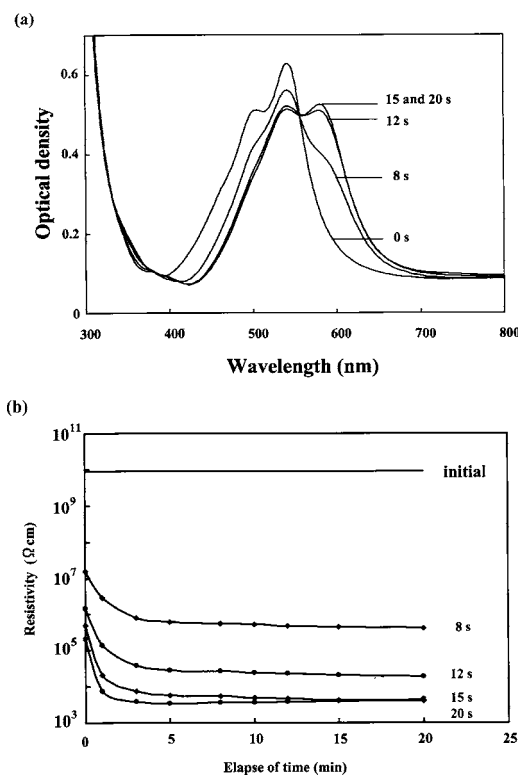 (a)
0.6
0.4
0.2
0
Optical density
15 and 20 s
12 s
8 s
0 s
300 400 500 600 700 800
Wavelength (nm)
(b)
10^11
10^9
10^7
10^5
10^3
Resistivity (Ω cm)
initial
8 s
12 s
15 s
20 s
0 5 10 15 20 25
Elapse of time (min)